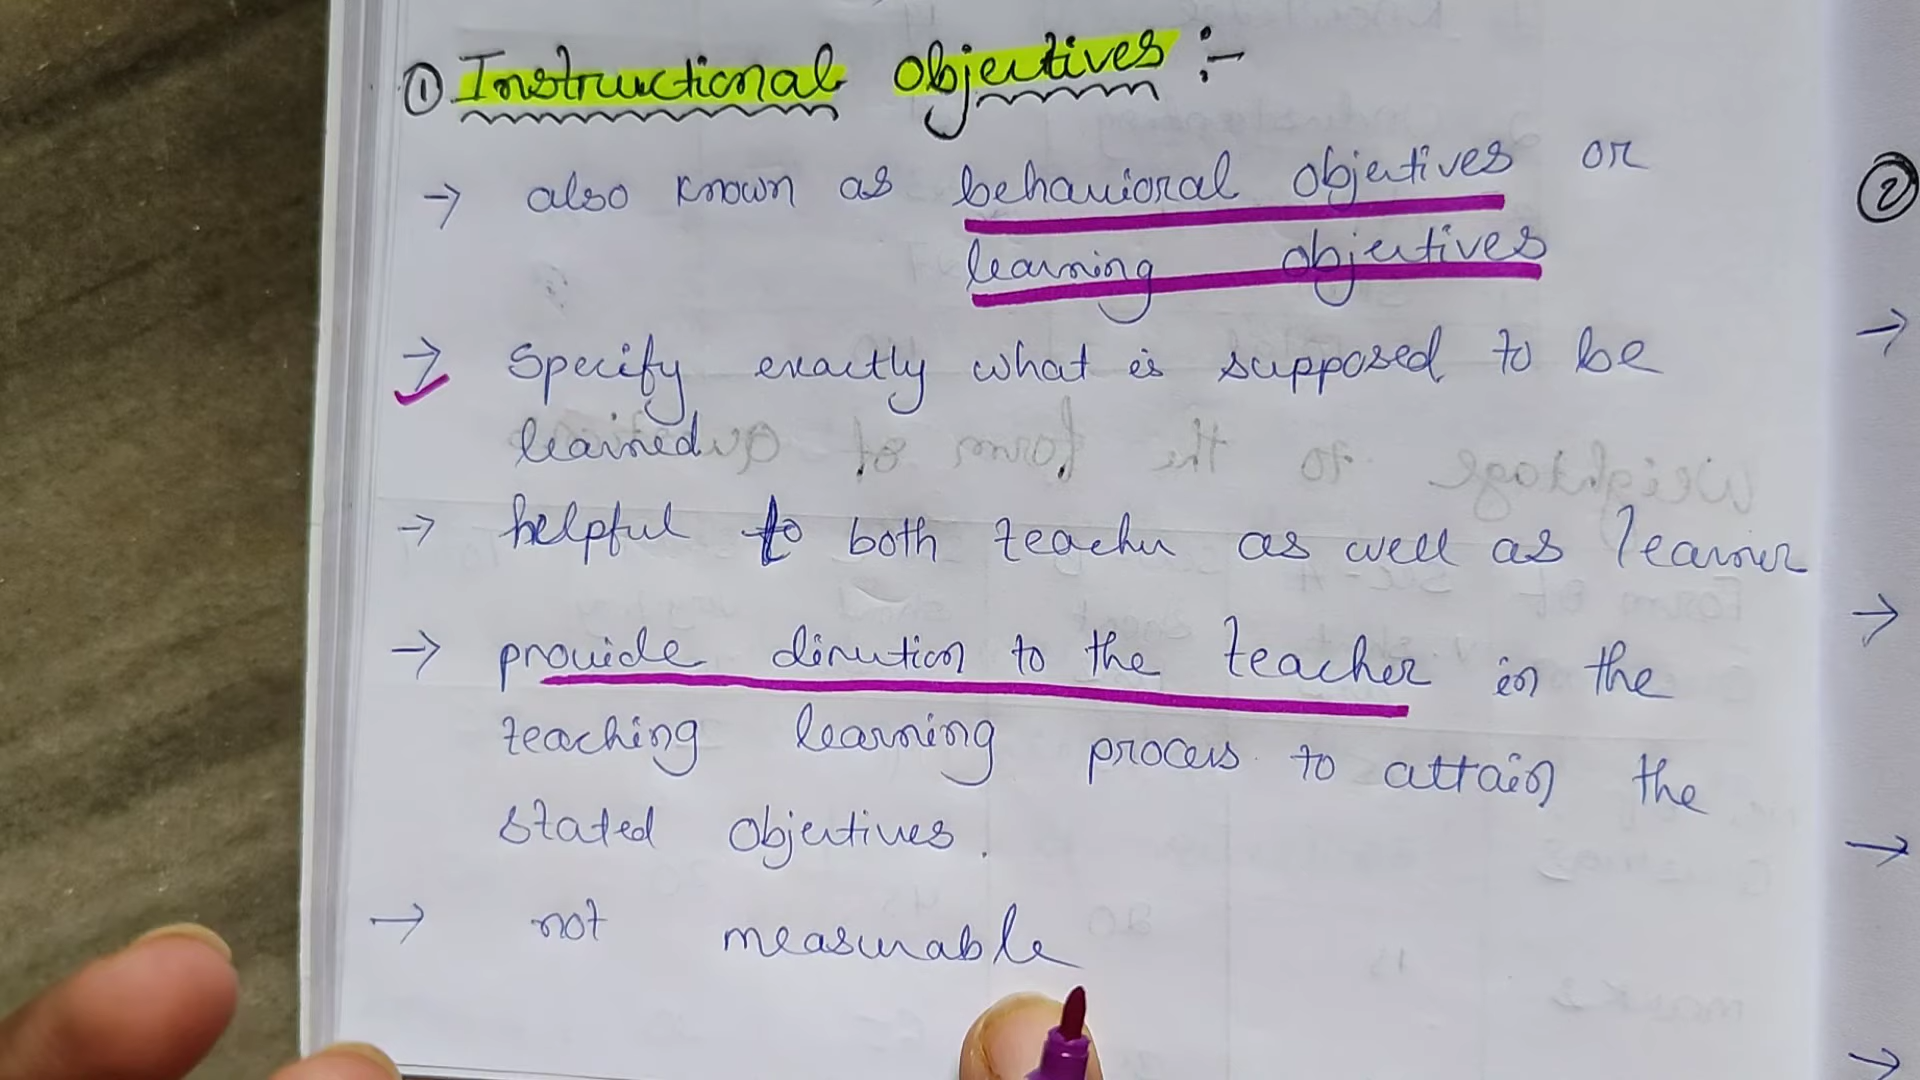 ① Instructional Objectives :-
→ also known as behavioral objectives or
learning objectives
→ Specify exactly what is supposed to be
learned
→ helpful to both teacher as well as learner
→ provide direction to the teacher in the
teaching learning process to attain the
stated objectives.
→ not measurable
②
→
→
→
→